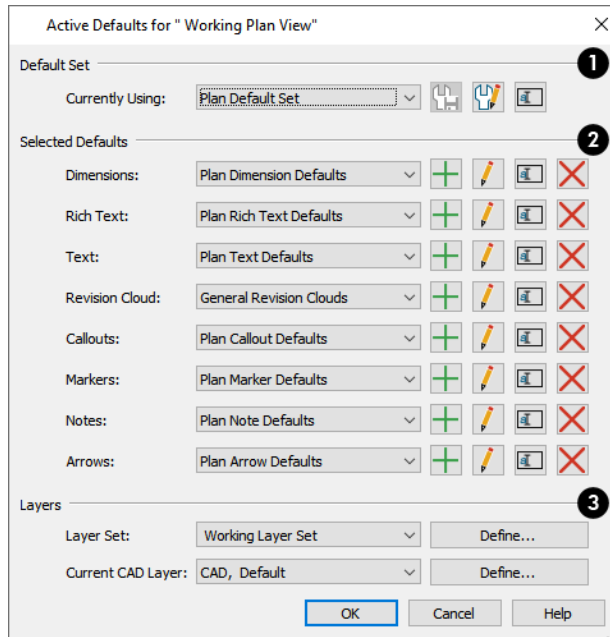 Active Defaults for " Working Plan View"
Default Set 1
Currently Using: Plan Default Set
Selected Defaults 2
Dimensions: Plan Dimension Defaults
Rich Text: Plan Rich Text Defaults
Text: Plan Text Defaults
Revision Cloud: General Revision Clouds
Callouts: Plan Callout Defaults
Markers: Plan Marker Defaults
Notes: Plan Note Defaults
Arrows: Plan Arrow Defaults
Layers 3
Layer Set: Working Layer Set Define...
Current CAD Layer: CAD, Default Define...
OK Cancel Help